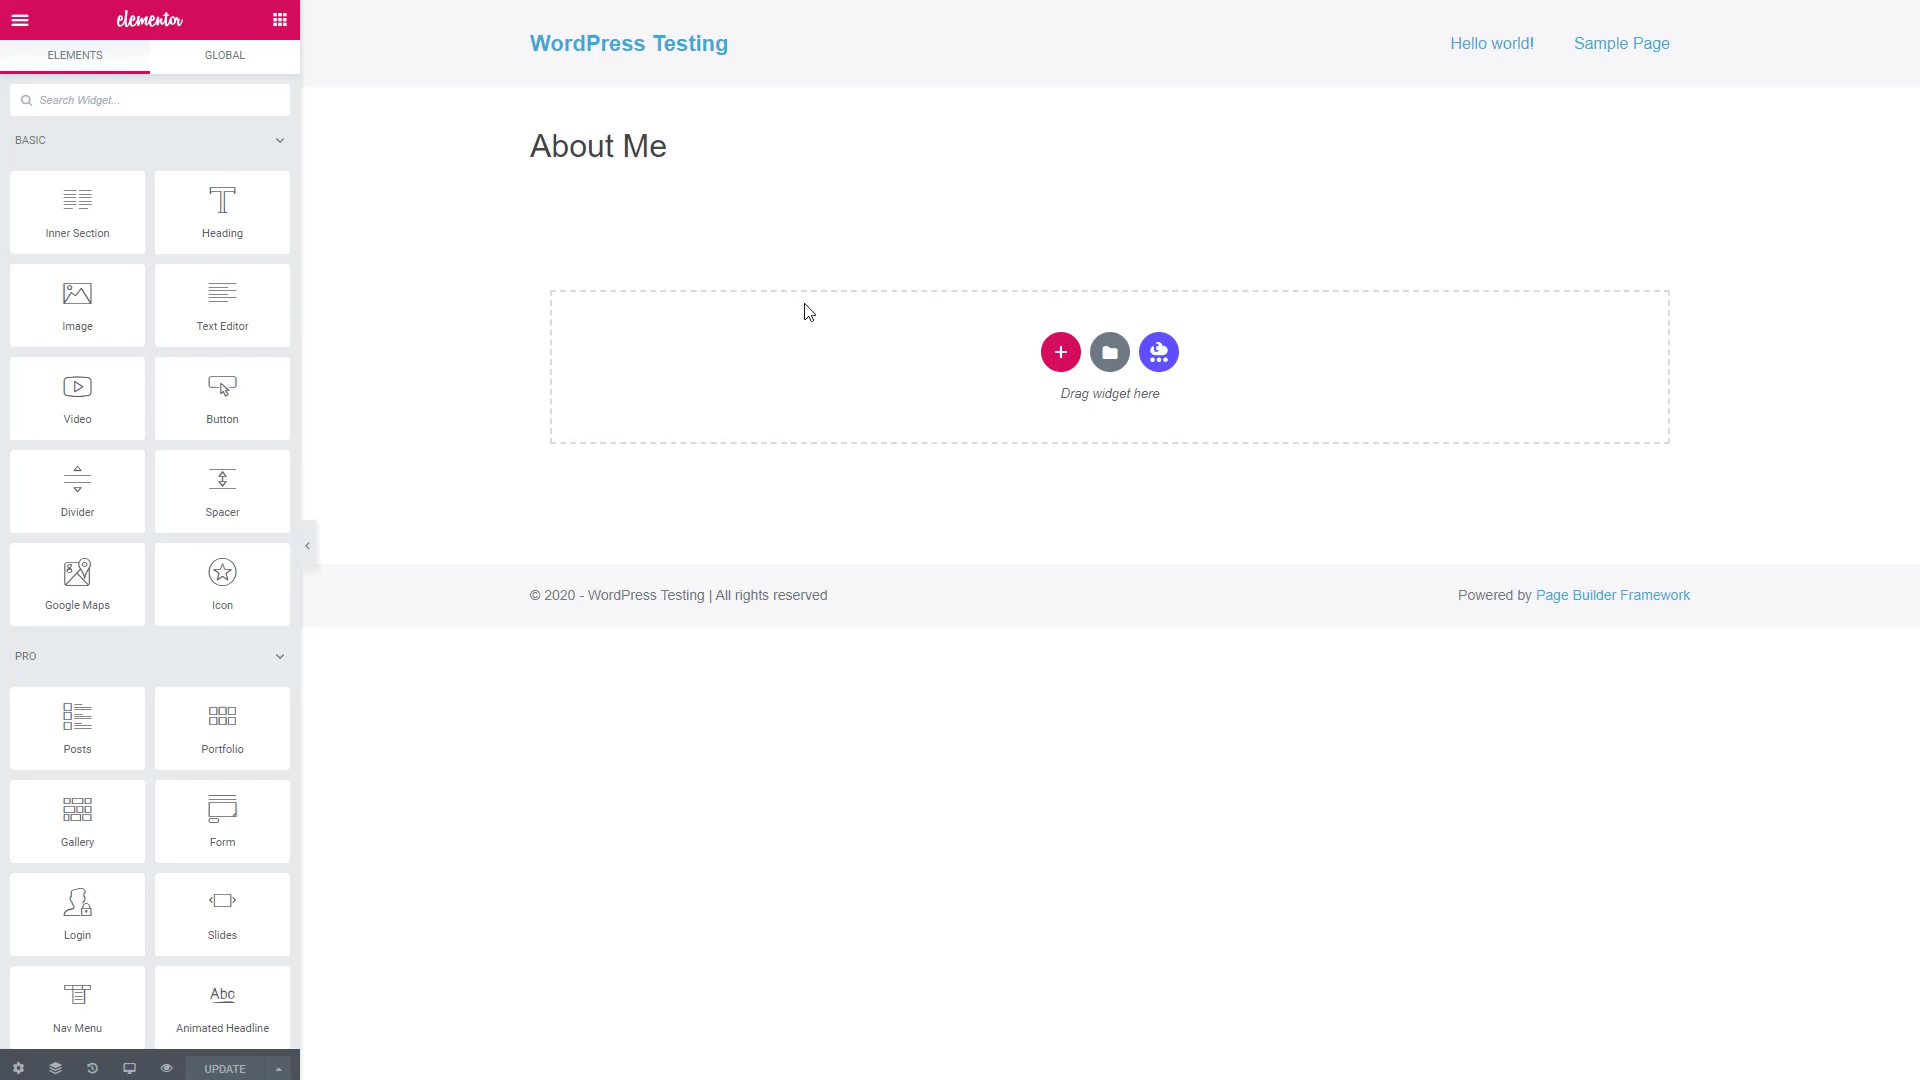 elementor
ELEMENTS
GLOBAL
Search Widget...
BASIC
Inner Section
Heading
Image
Text Editor
Video
Button
Divider
Spacer
Google Maps
Icon
PRO
Posts
Portfolio
Gallery
Form
Login
Slides
Nav Menu
Abc
Animated Headline
UPDATE
WordPress Testing
Hello world!
Sample Page
About Me
Drag widget here
© 2020 - WordPress Testing | All rights reserved
Powered by Page Builder Framework